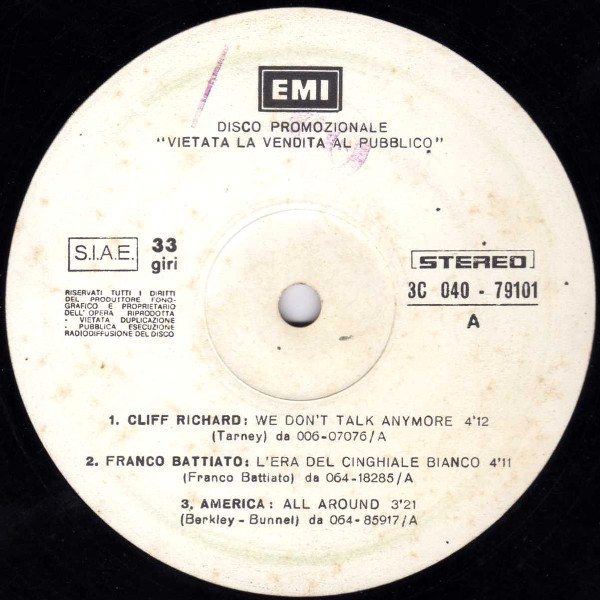 EMI
DISCO PROMOZIONALE
"VIETATA LA VENDITA AL PUBBLICO"
S.I.A.E.
33
giri
RISERVATI TUTTI I DIRITTI
DEL PRODUTTORE FONO-
GRAFICO E PROPRIETARIO
DELL'OPERA RIPRODOTTA
- VIETATA DUPLICAZIONE
- PUBBLICA ESECUZIONE
RADIODIFFUSIONE DEL DISCO
STEREO
3C 040 - 79101
A
1. CLIFF RICHARD: WE DON'T TALK ANYMORE 4'12
(Tarney) da 006-07076/A
2. FRANCO BATTIATO: L'ERA DEL CINGHIALE BIANCO 4'11
(Franco Battiato) da 064-18285/A
3. AMERICA: ALL AROUND 3'21
(Berkley - Bunnel) da 064-85917/A